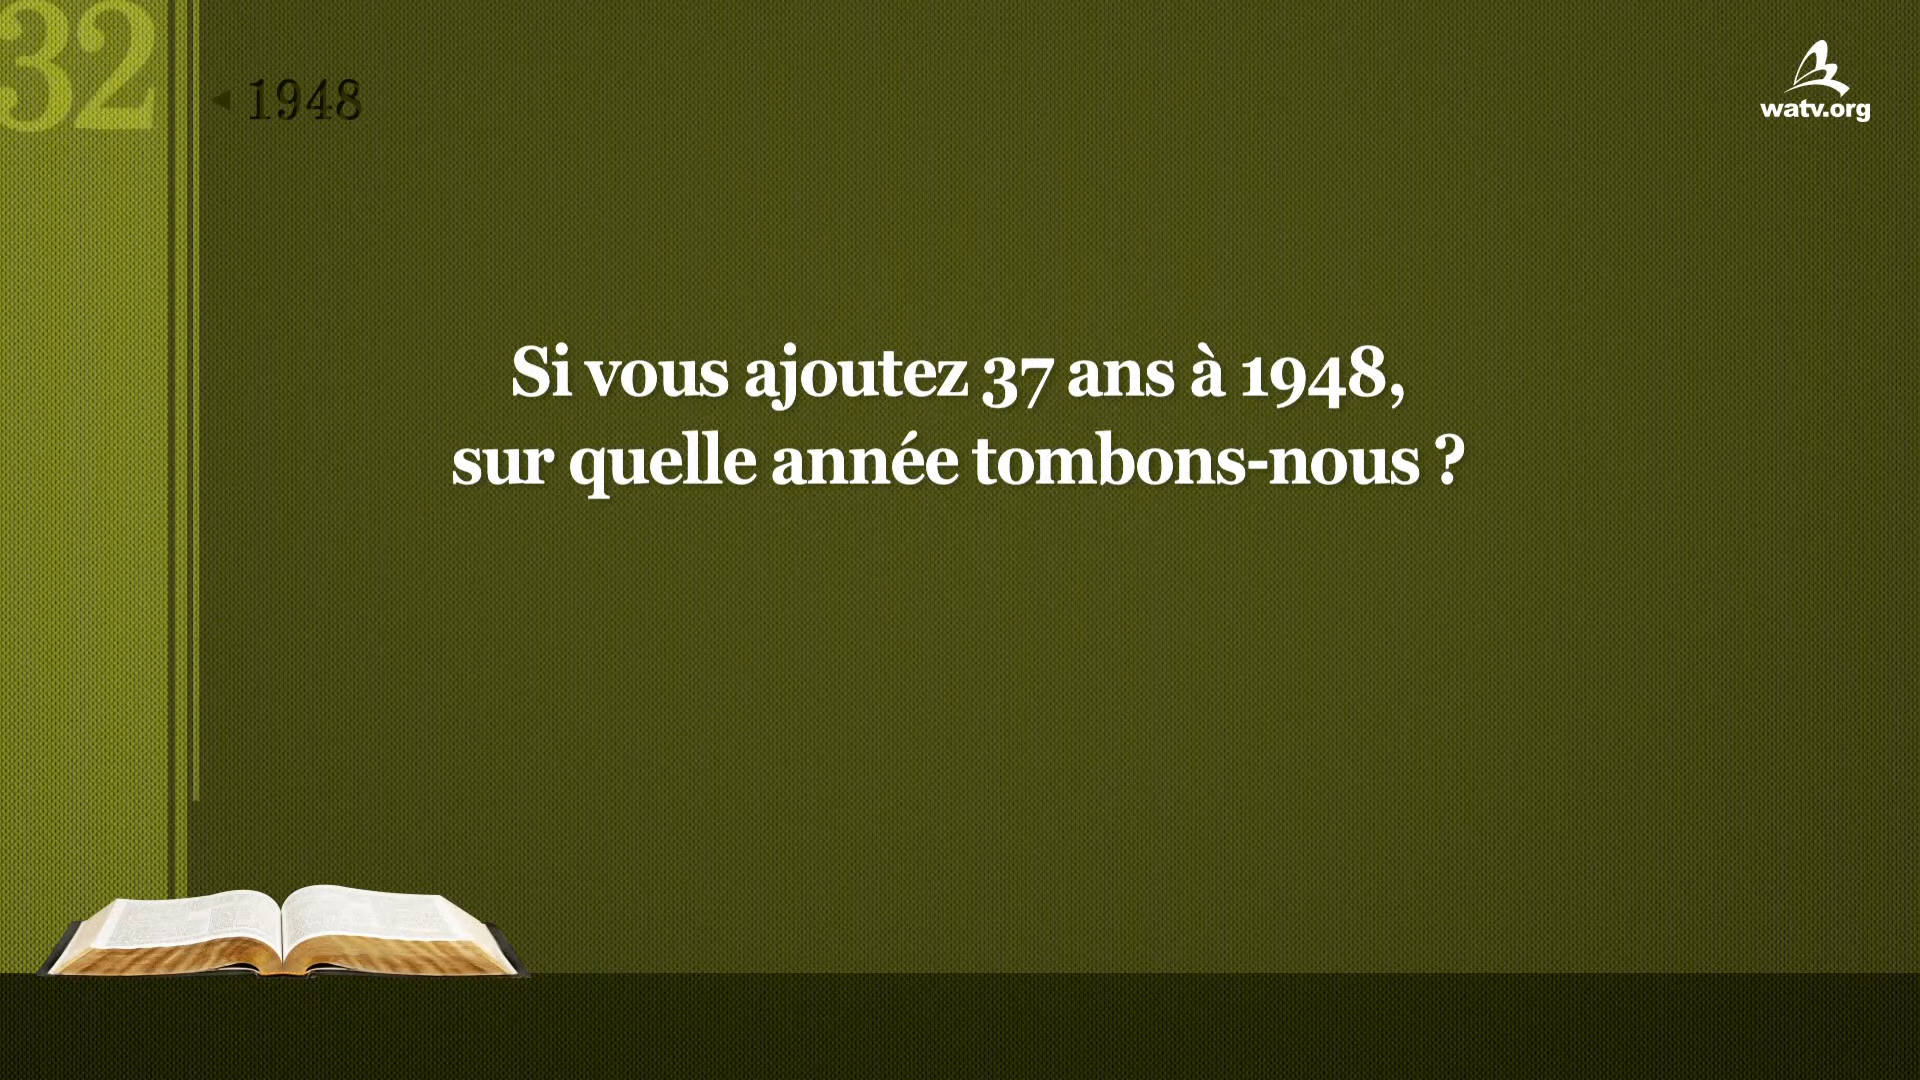 32
◂ 1948
watv.org
Si vous ajoutez 37 ans à 1948,
sur quelle année tombons-nous ?